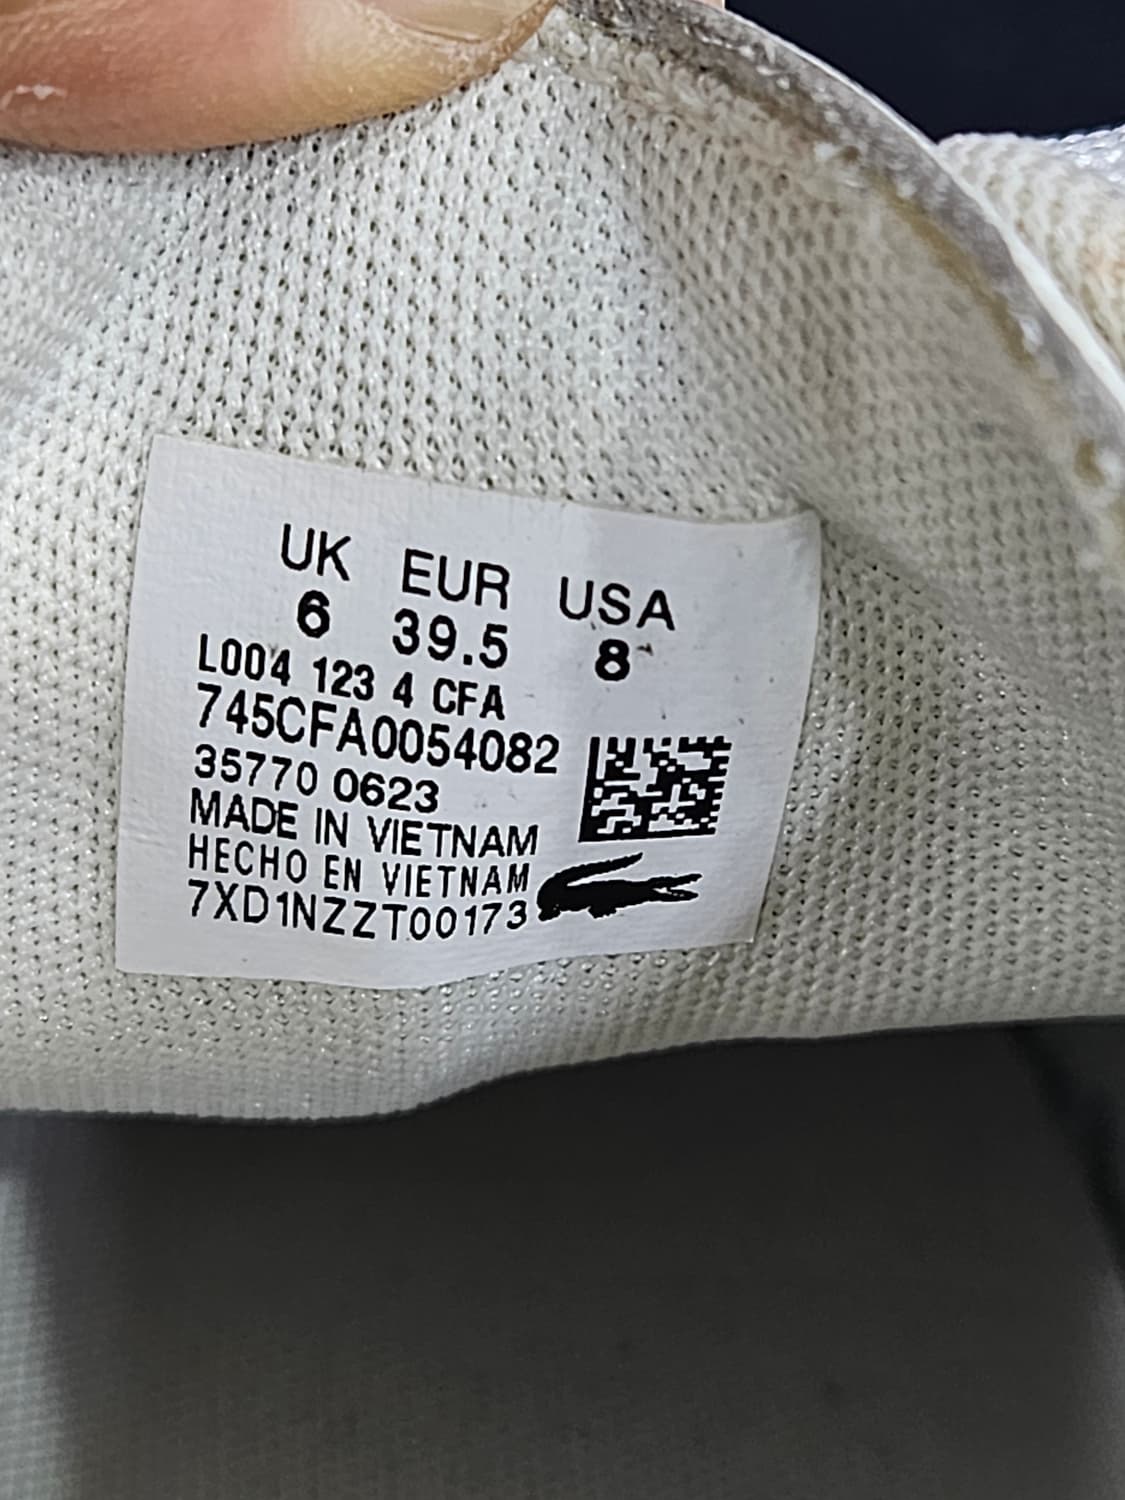 UK EUR USA
6 39.5 8
L004 123 4 CFA
745CFA0054082
35770 0623
MADE IN VIETNAM
HECHO EN VIETNAM
7XD1NZZT00173